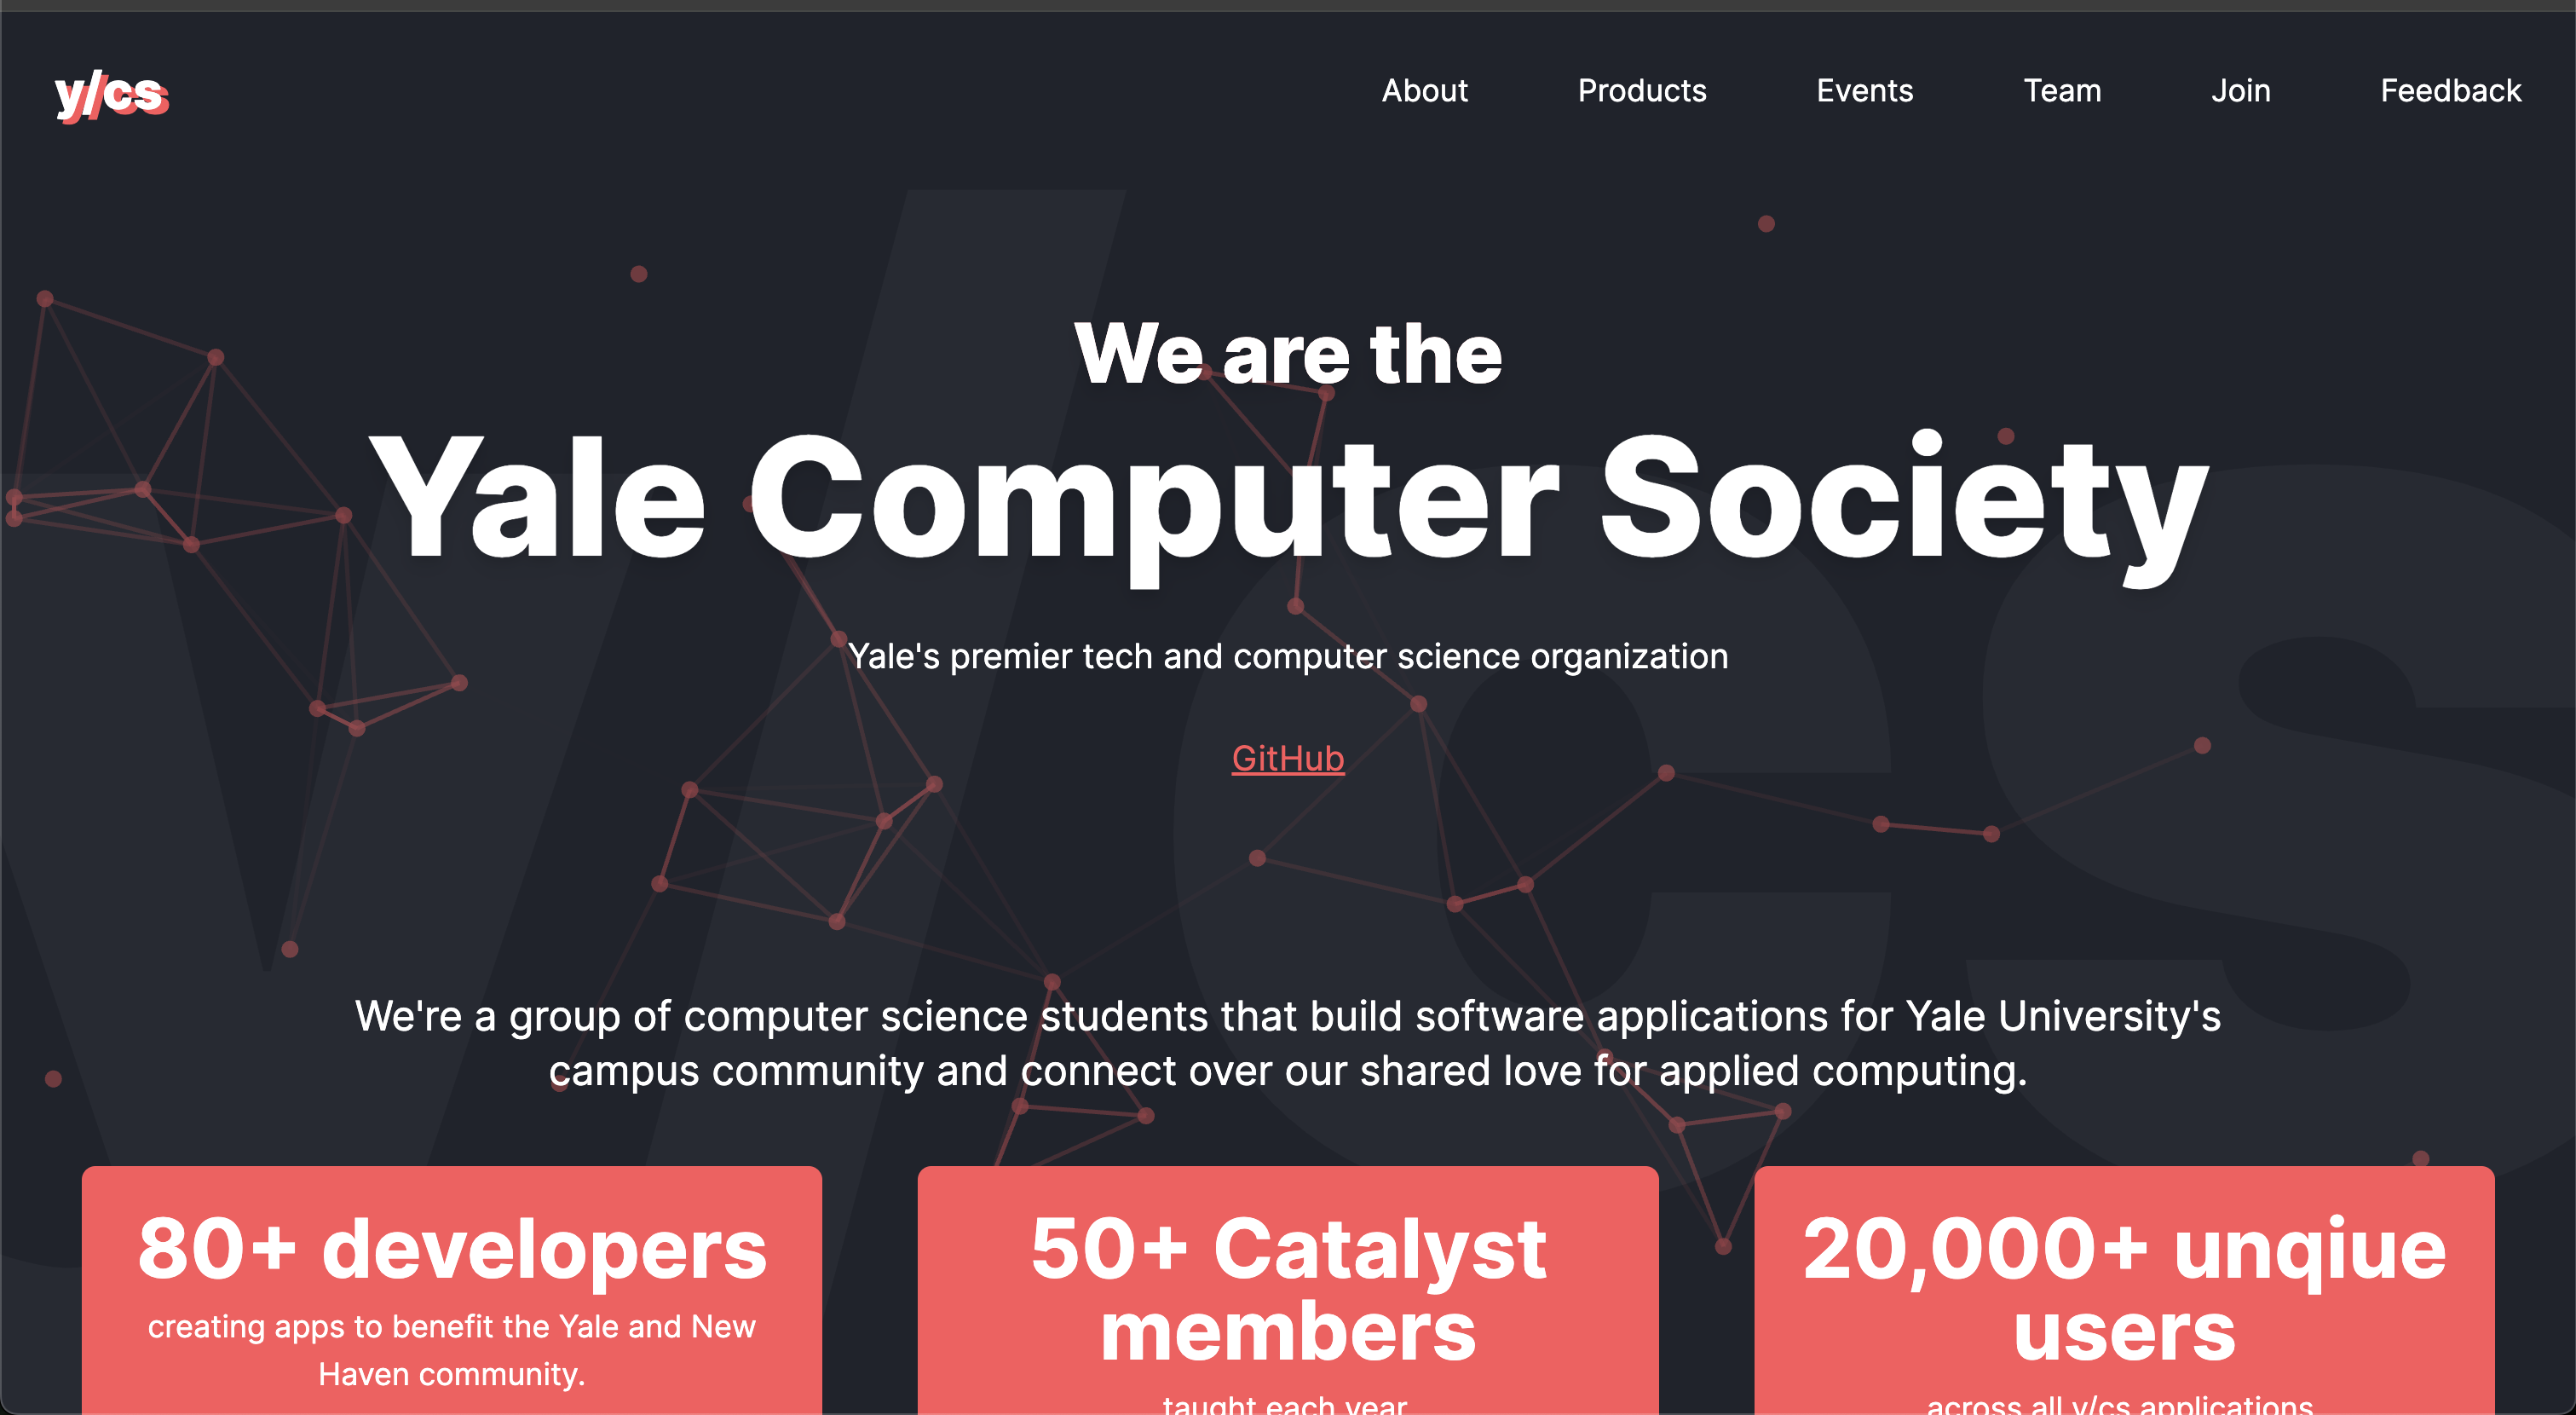 y/cs
About Products Events Team Join Feedback
We are the
Yale Computer Society
Yale's premier tech and computer science organization
GitHub
We're a group of computer science students that build software applications for Yale University's
campus community and connect over our shared love for applied computing.
80+ developers
creating apps to benefit the Yale and New
Haven community.
50+ Catalyst
members
taught each year
20,000+ unqiue
users
across all y/cs applications